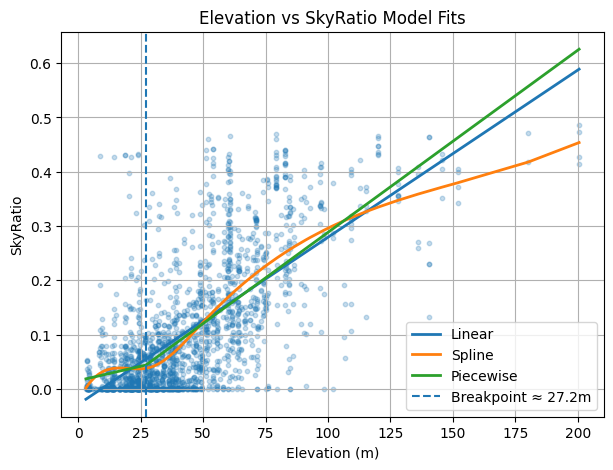 Elevation vs SkyRatio Model Fits
SkyRatio
0.6
0.5
0.4
0.3
0.2
0.1
0.0
Linear
Spline
Piecewise
Breakpoint ≈ 27.2m
0 25 50 75 100 125 150 175 200
Elevation (m)